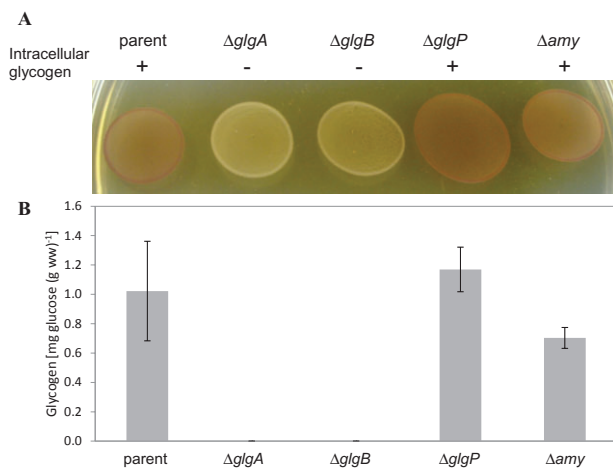 A
parent ΔglgA ΔglgB ΔglgP Δamy
Intracellular glycogen + - - + +
B
Glycogen [mg glucose (g ww)-1]
1.6
1.4
1.2
1.0
0.8
0.6
0.4
0.2
0.0
parent ΔglgA ΔglgB ΔglgP Δamy